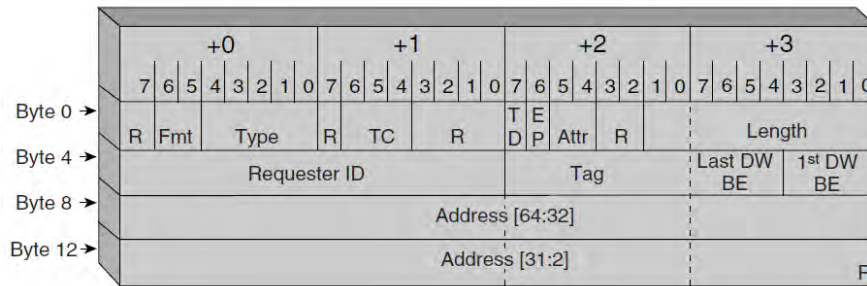 +0 +1 +2 +3
7 6 5 4 3 2 1 0 7 6 5 4 3 2 1 0 7 6 5 4 3 2 1 0 7 6 5 4 3 2 1 0
Byte 0 R Fmt Type R TC R TD EP Attr R Length
Byte 4 Requester ID Tag Last DW BE 1st DW BE
Byte 8 Address [64:32]
Byte 12 Address [31:2]